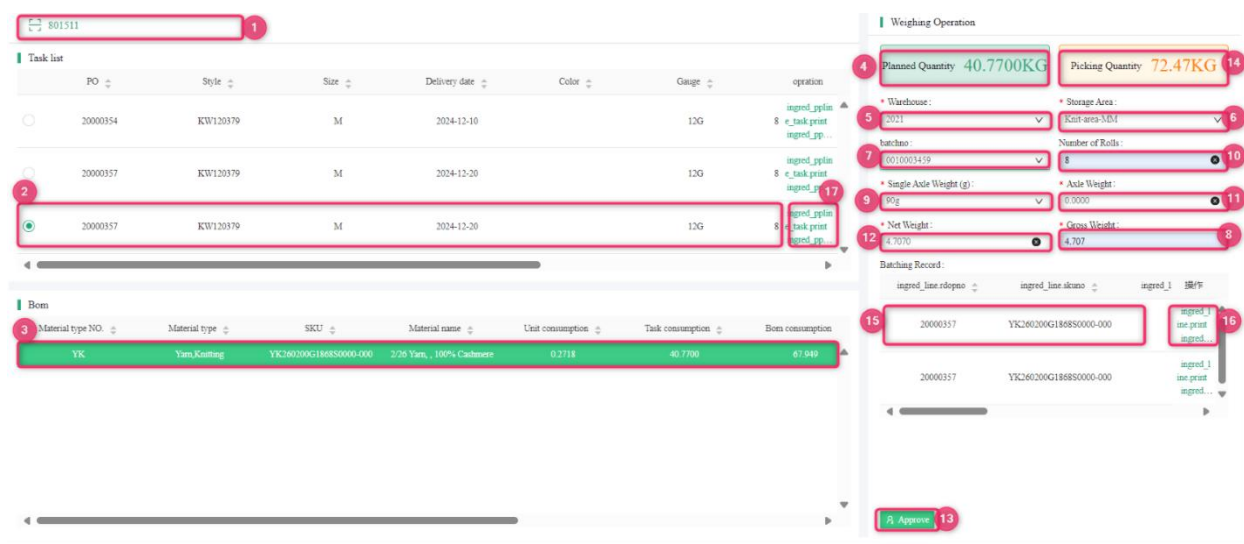 801511 1
Task list
PO Style Size Delivery date Color Gauge opration
20000354 KW120379 M 2024-12-10 12G 8 ingred_pplin
e_task.print
ingred_pp...
20000357 KW120379 M 2024-12-20 12G 8 ingred_pplin
e_task.print
ingred_pp...
2 17
20000357 KW120379 M 2024-12-20 12G 8 ingred_pplin
e_task.print
ingred_pp...
Bom
3 Material type NO. Material type SKU Material name Unit consumption Task consumption Bom consumption
YK Yarn,Knitting YK260200G1868S0000-000 2/26 Yarn, , 100% Cashmere 0.2718 40.7700 67.949
Weighing Operation
4 Planned Quantity 40.7700KG Picking Quantity 72.47KG 14
* Warehouse : * Storage Area :
5 2021 Knit-area-MM 6
batchno : Number of Rolls :
7 0010003459 8 10
* Single Axle Weight (g) : * Axle Weight :
9 90g 0.0000 11
* Net Weight : * Gross Weight :
12 4.7070 4.707 8
Batching Record :
ingred_line.rdopno ingred_line.skuno ingred_l 操作
15 20000357 YK260200G1868S0000-000 ingred_l 16
ine.print
ingred...
20000357 YK260200G1868S0000-000 ingred_l
ine.print
ingred...
Approve 13